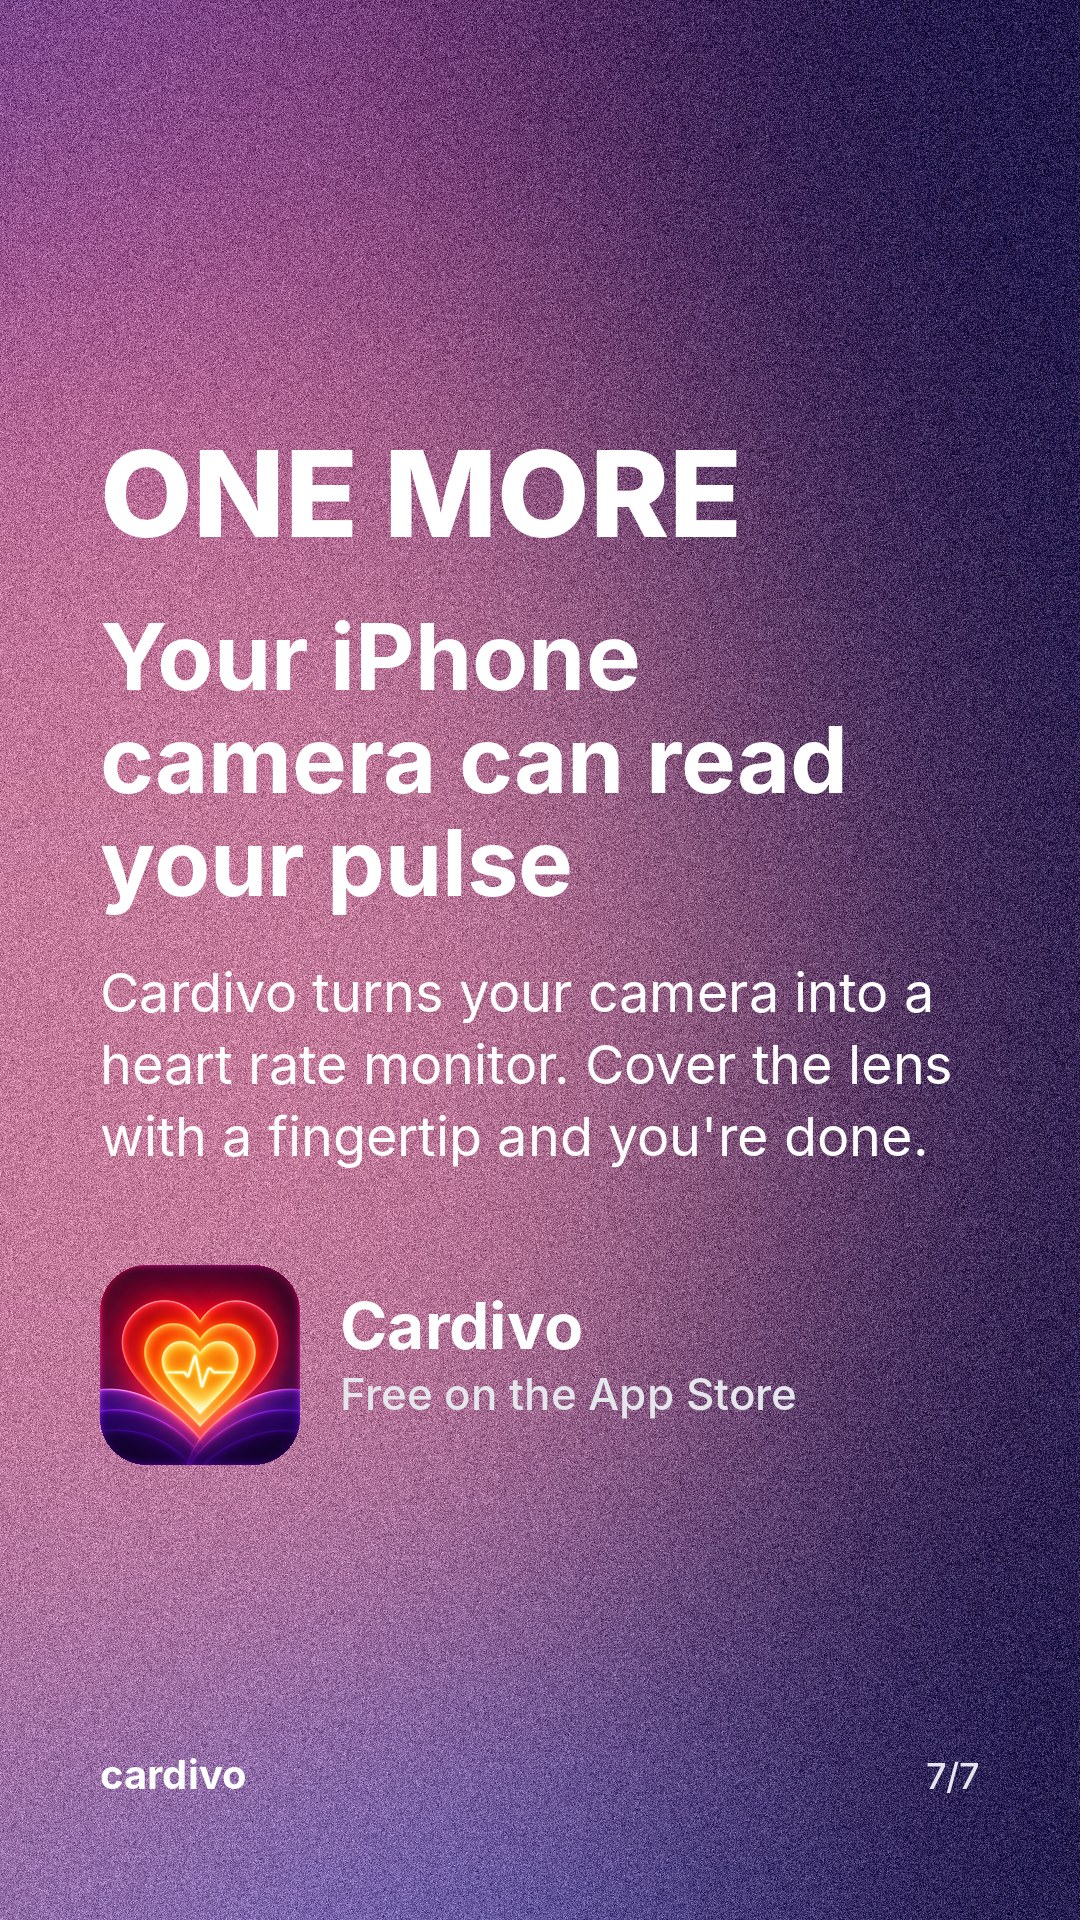 ONE MORE
Your iPhone
camera can read
your pulse
Cardivo turns your camera into a
heart rate monitor. Cover the lens
with a fingertip and you're done.
Cardivo
Free on the App Store
cardivo
7/7